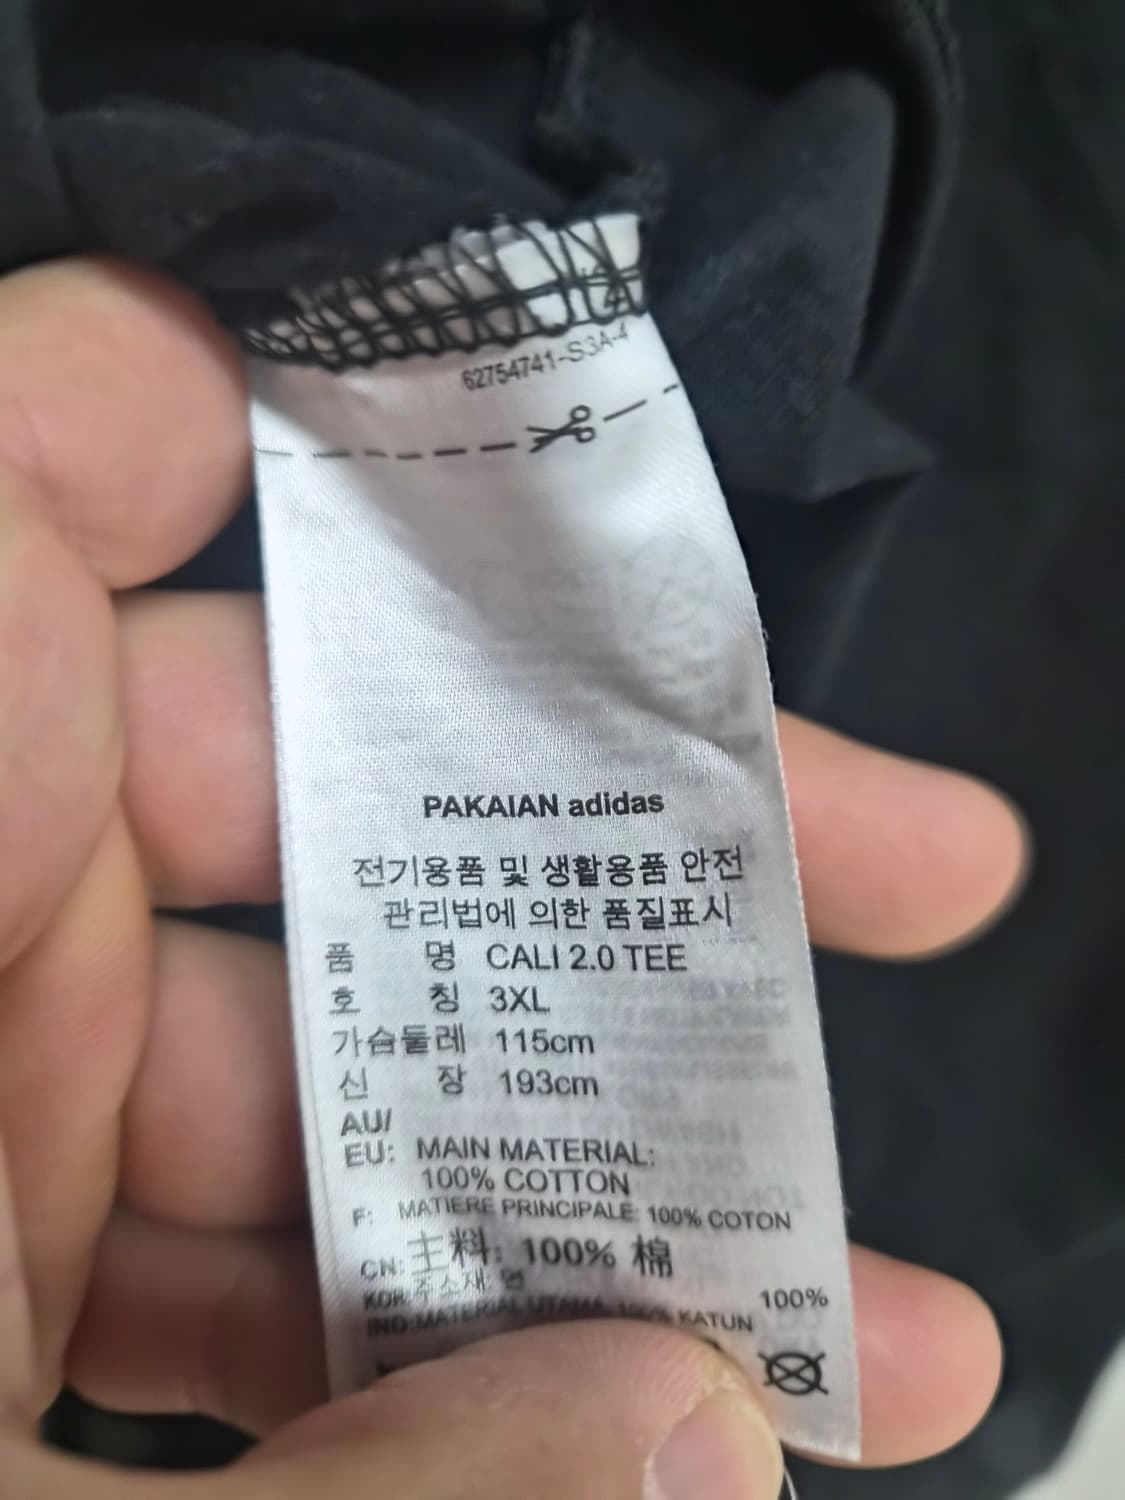 62754741-S3A-4
PAKAIAN adidas
전기용품 및 생활용품 안전
관리법에 의한 품질표시
품 명 CALI 2.0 TEE
호 칭 3XL
가슴둘레 115cm
신 장 193cm
AU/
EU: MAIN MATERIAL:
100% COTTON
F: MATIERE PRINCIPALE: 100% COTON
CN: 主料: 100% 棉
KOR: 주소재: 면 100%
IND:MATERIAL UTAMA: 100% KATUN